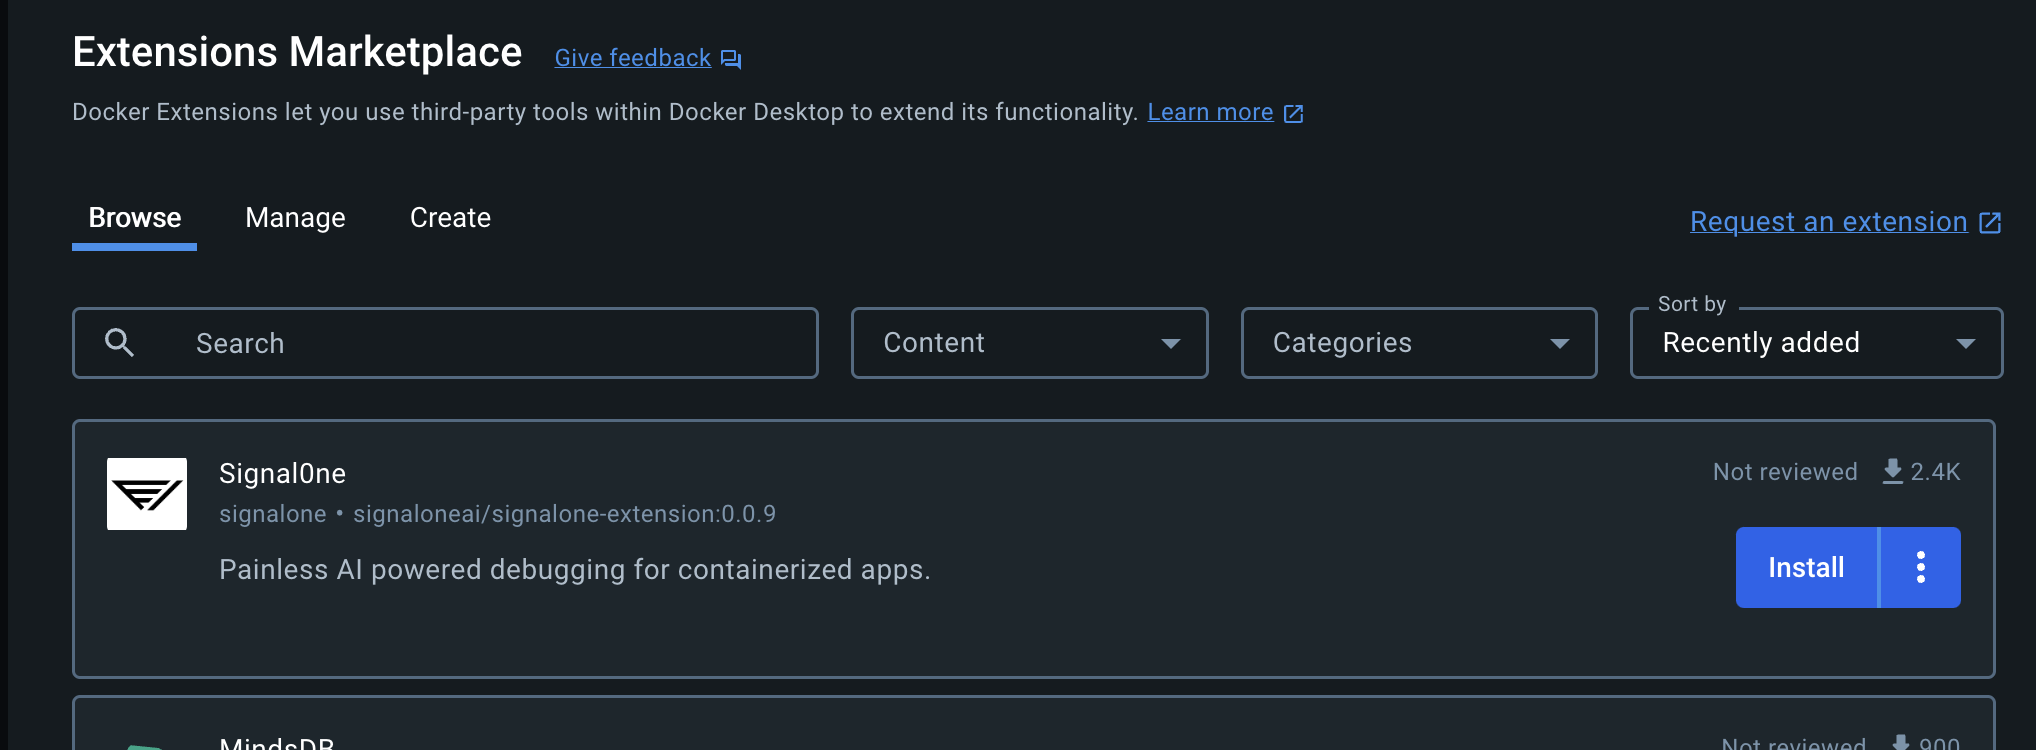 Extensions Marketplace Give feedback
Docker Extensions let you use third-party tools within Docker Desktop to extend its functionality. Learn more
Browse Manage Create Request an extension
Sort by
Search Content Categories Recently added
Signal0ne Not reviewed 2.4K
signalone • signaloneai/signalone-extension:0.0.9
Painless AI powered debugging for containerized apps.
Install
MindsDB Not reviewed 900